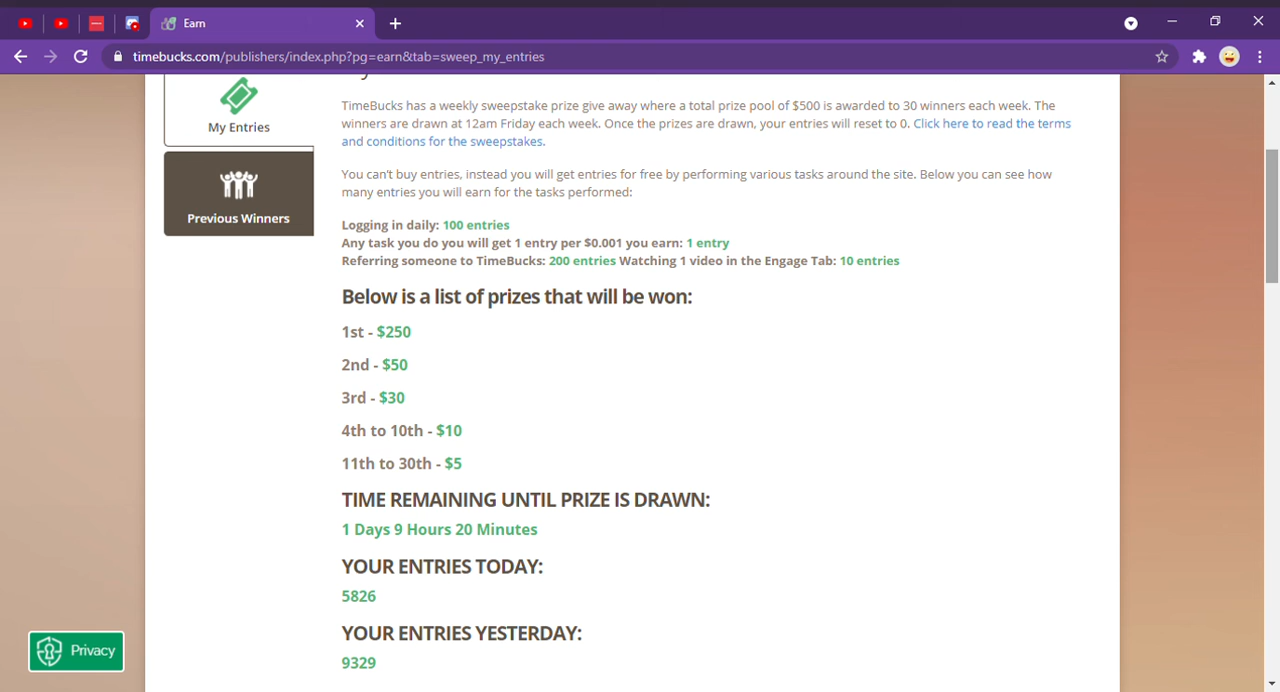 Earn
timebucks.com/publishers/index.php?pg=earn&tab=sweep_my_entries
My Entries
Previous Winners
TimeBucks has a weekly sweepstake prize give away where a total prize pool of $500 is awarded to 30 winners each week. The
winners are drawn at 12am Friday each week. Once the prizes are drawn, your entries will reset to 0. Click here to read the terms
and conditions for the sweepstakes.
You can't buy entries, instead you will get entries for free by performing various tasks around the site. Below you can see how
many entries you will earn for the tasks performed:
Logging in daily: 100 entries
Any task you do you will get 1 entry per $0.001 you earn: 1 entry
Referring someone to TimeBucks: 200 entries Watching 1 video in the Engage Tab: 10 entries
Below is a list of prizes that will be won:
1st - $250
2nd - $50
3rd - $30
4th to 10th - $10
11th to 30th - $5
TIME REMAINING UNTIL PRIZE IS DRAWN:
1 Days 9 Hours 20 Minutes
YOUR ENTRIES TODAY:
5826
YOUR ENTRIES YESTERDAY:
9329
Privacy